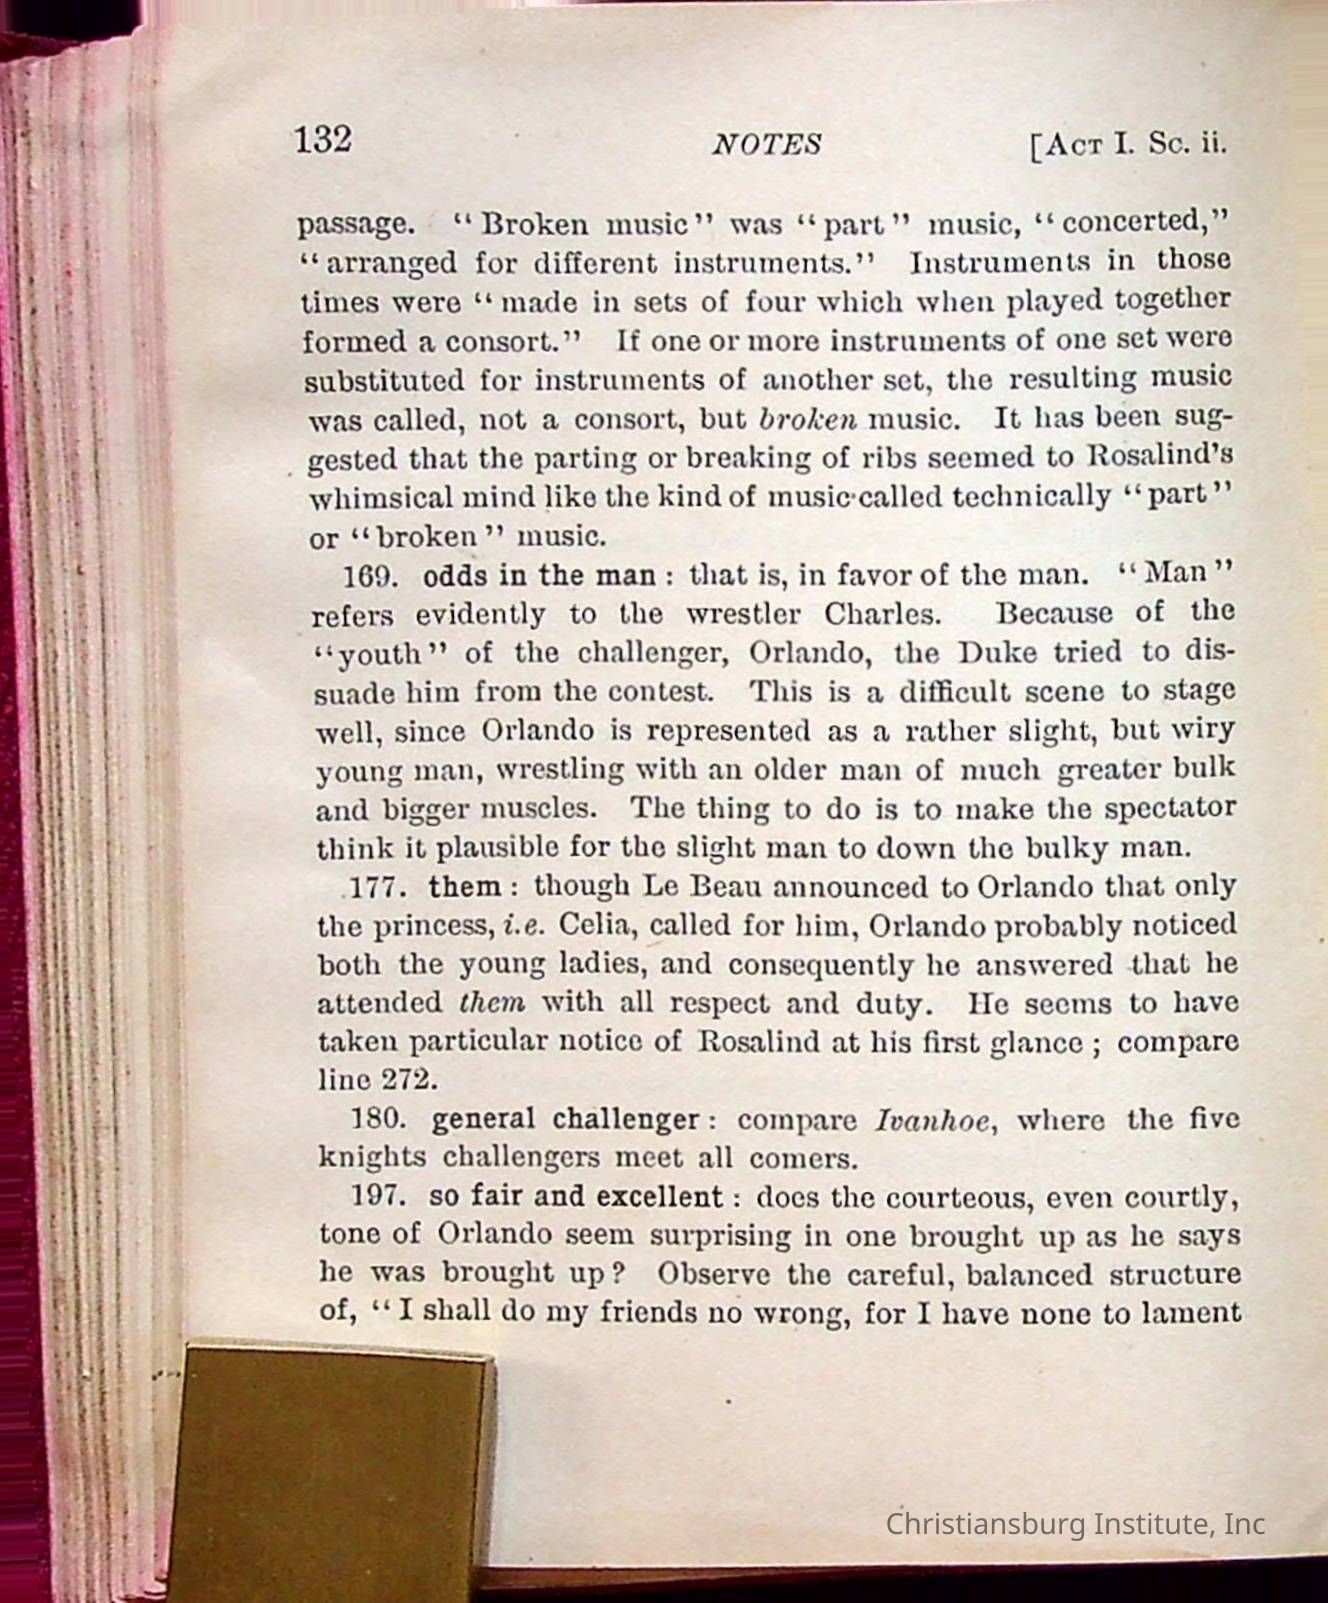 132 NOTES [ACT I. Sc. ii.
passage. “Broken music” was “part” music, “concerted,”
“arranged for different instruments.” Instruments in those
times were “made in sets of four which when played together
formed a consort.” If one or more instruments of one set were
substituted for instruments of another set, the resulting music
was called, not a consort, but broken music. It has been sug-
gested that the parting or breaking of ribs seemed to Rosalind’s
whimsical mind like the kind of music called technically “part”
or “broken” music.
169. odds in the man: that is, in favor of the man. “Man”
refers evidently to the wrestler Charles. Because of the
“youth” of the challenger, Orlando, the Duke tried to dis-
suade him from the contest. This is a difficult scene to stage
well, since Orlando is represented as a rather slight, but wiry
young man, wrestling with an older man of much greater bulk
and bigger muscles. The thing to do is to make the spectator
think it plausible for the slight man to down the bulky man.
177. them: though Le Beau announced to Orlando that only
the princess, i.e. Celia, called for him, Orlando probably noticed
both the young ladies, and consequently he answered that he
attended them with all respect and duty. He seems to have
taken particular notice of Rosalind at his first glance; compare
line 272.
180. general challenger: compare Ivanhoe, where the five
knights challengers meet all comers.
197. so fair and excellent: does the courteous, even courtly,
tone of Orlando seem surprising in one brought up as he says
he was brought up? Observe the careful, balanced structure
of, “I shall do my friends no wrong, for I have none to lament
Christiansburg Institute, Inc